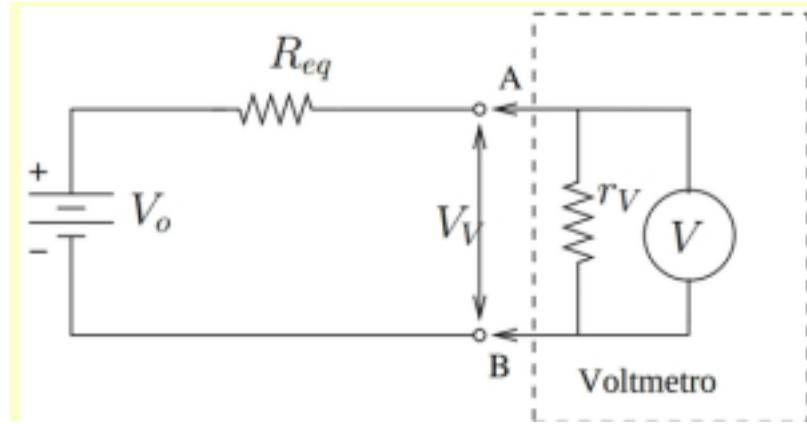 R_eq
A
+
V_o
−
V_V
r_V
V
B
Voltmetro